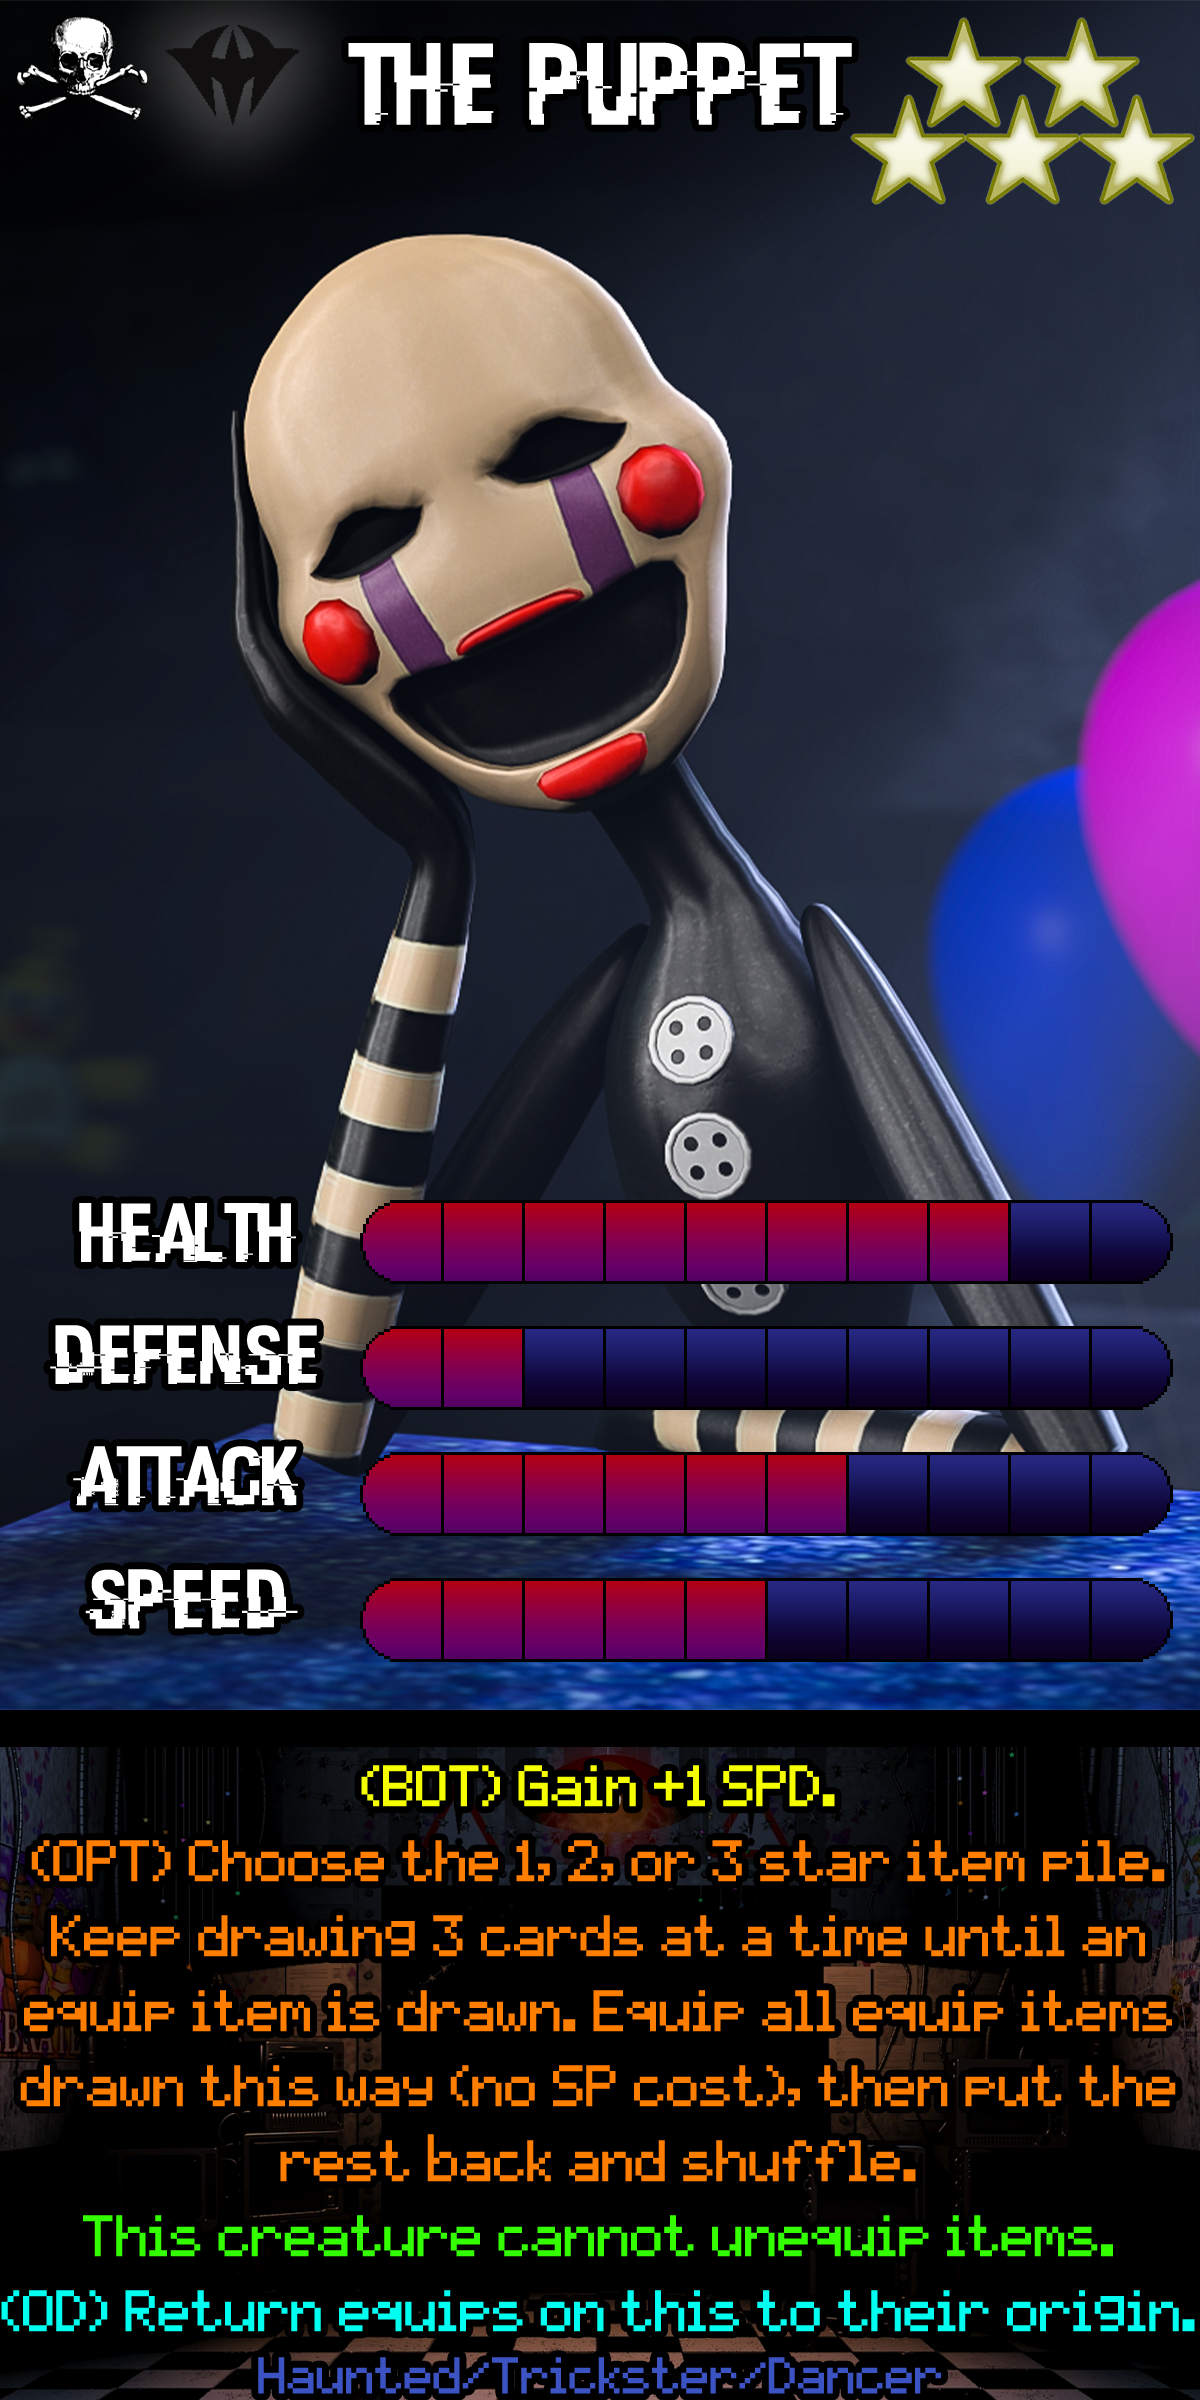 THE PUPPET
HEALTH
DEFENSE
ATTACK
SPEED
(BOT) Gain +1 SPD.
(OPT) Choose the 1, 2, or 3 star item pile.
Keep drawing 3 cards at a time until an
equip item is drawn. Equip all equip items
drawn this way (no SP cost), then put the
rest back and shuffle.
This creature cannot unequip items.
(OD) Return equips on this to their origin.
Haunted/Trickster/Dancer